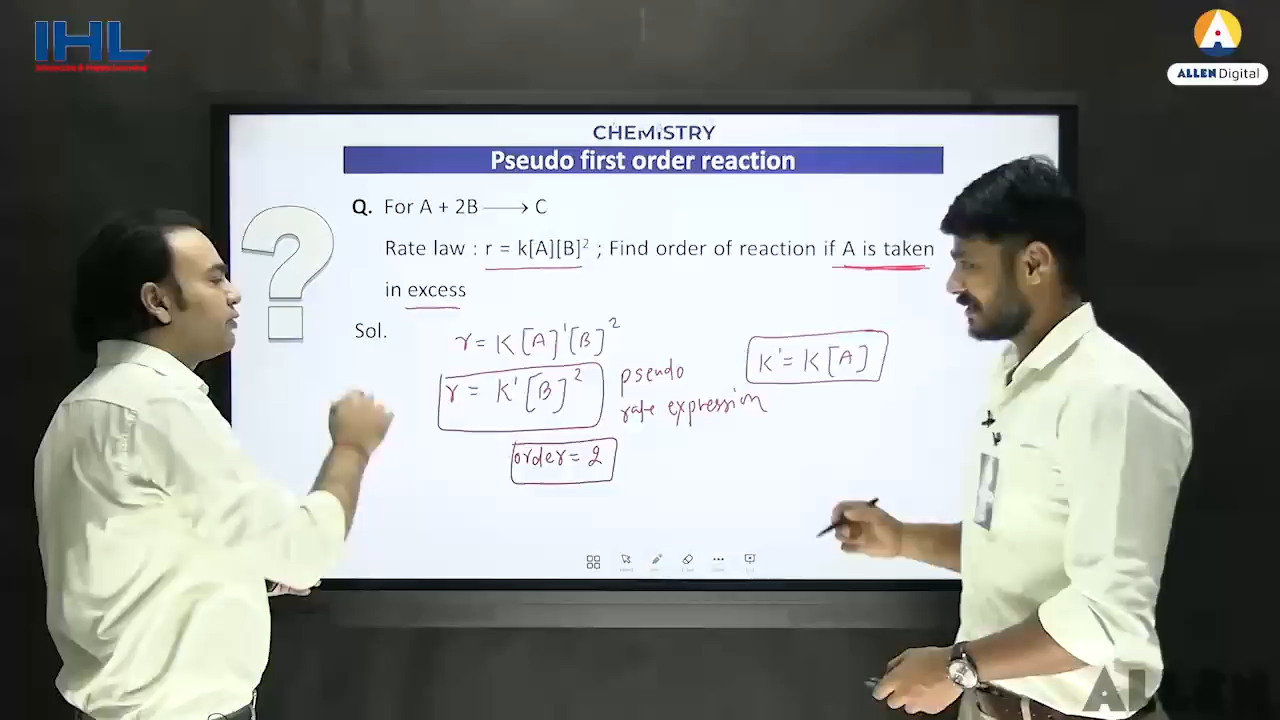 IHL
ALLEN Digital
CHEMISTRY
Pseudo first order reaction
Q. For A + 2B ⟶ C
Rate law : r = k[A][B]² ; Find order of reaction if A is taken
in excess
Sol.
r = K[A]¹[B]²
r = K'[B]²
pseudo
rate expression
K' = K[A]
order = 2
ALLEN